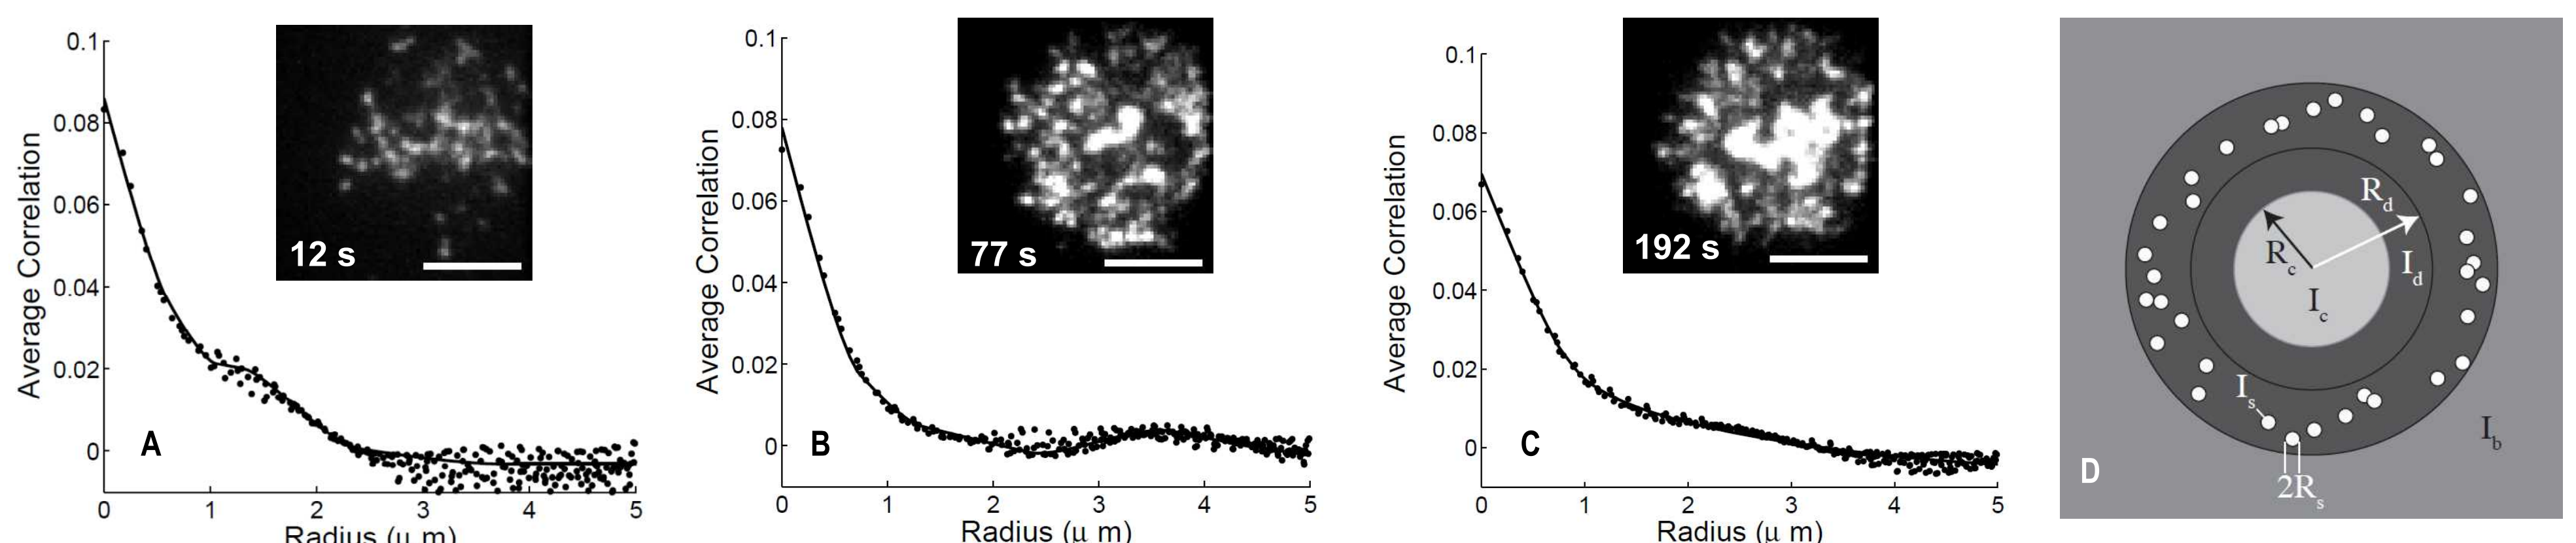 0.1
0.08
0.06
0.04
0.02
0
Average Correlation
0 1 2 3 4 5
Radius (μ m)
12 s
A
0.1
0.08
0.06
0.04
0.02
0
Average Correlation
0 1 2 3 4 5
Radius (μ m)
77 s
B
0.1
0.08
0.06
0.04
0.02
0
Average Correlation
0 1 2 3 4 5
Radius (μ m)
192 s
C
R_d
R_c
I_d
I_c
I_s
I_b
D
2R_s